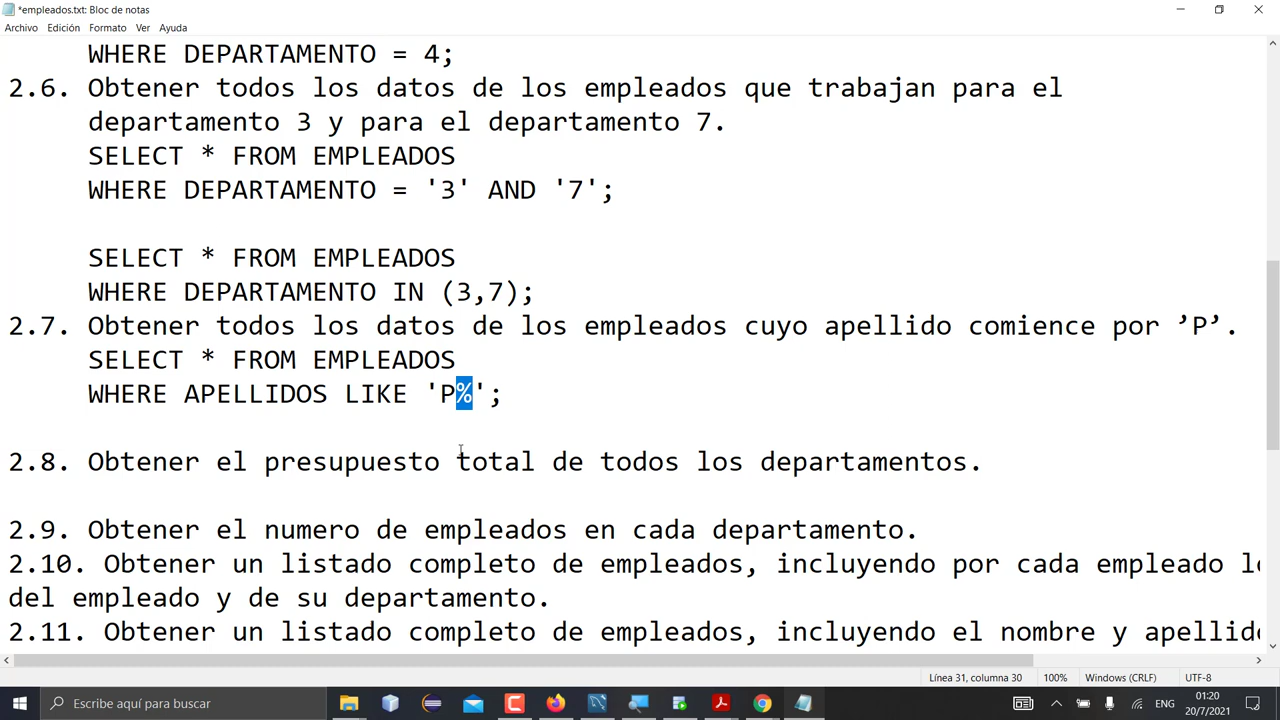 *empleados.txt: Bloc de notas
Archivo Edición Formato Ver Ayuda
WHERE DEPARTAMENTO = 4;
2.6. Obtener todos los datos de los empleados que trabajan para el
departamento 3 y para el departamento 7.
SELECT * FROM EMPLEADOS
WHERE DEPARTAMENTO = '3' AND '7';
SELECT * FROM EMPLEADOS
WHERE DEPARTAMENTO IN (3,7);
2.7. Obtener todos los datos de los empleados cuyo apellido comience por ’P’.
SELECT * FROM EMPLEADOS
WHERE APELLIDOS LIKE 'P%';
2.8. Obtener el presupuesto total de todos los departamentos.
2.9. Obtener el numero de empleados en cada departamento.
2.10. Obtener un listado completo de empleados, incluyendo por cada empleado
del empleado y de su departamento.
2.11. Obtener un listado completo de empleados, incluyendo el nombre y
Línea 31, columna 30 100% Windows (CRLF) UTF-8
Escribe aquí para buscar
ENG
01:20
20/7/2021